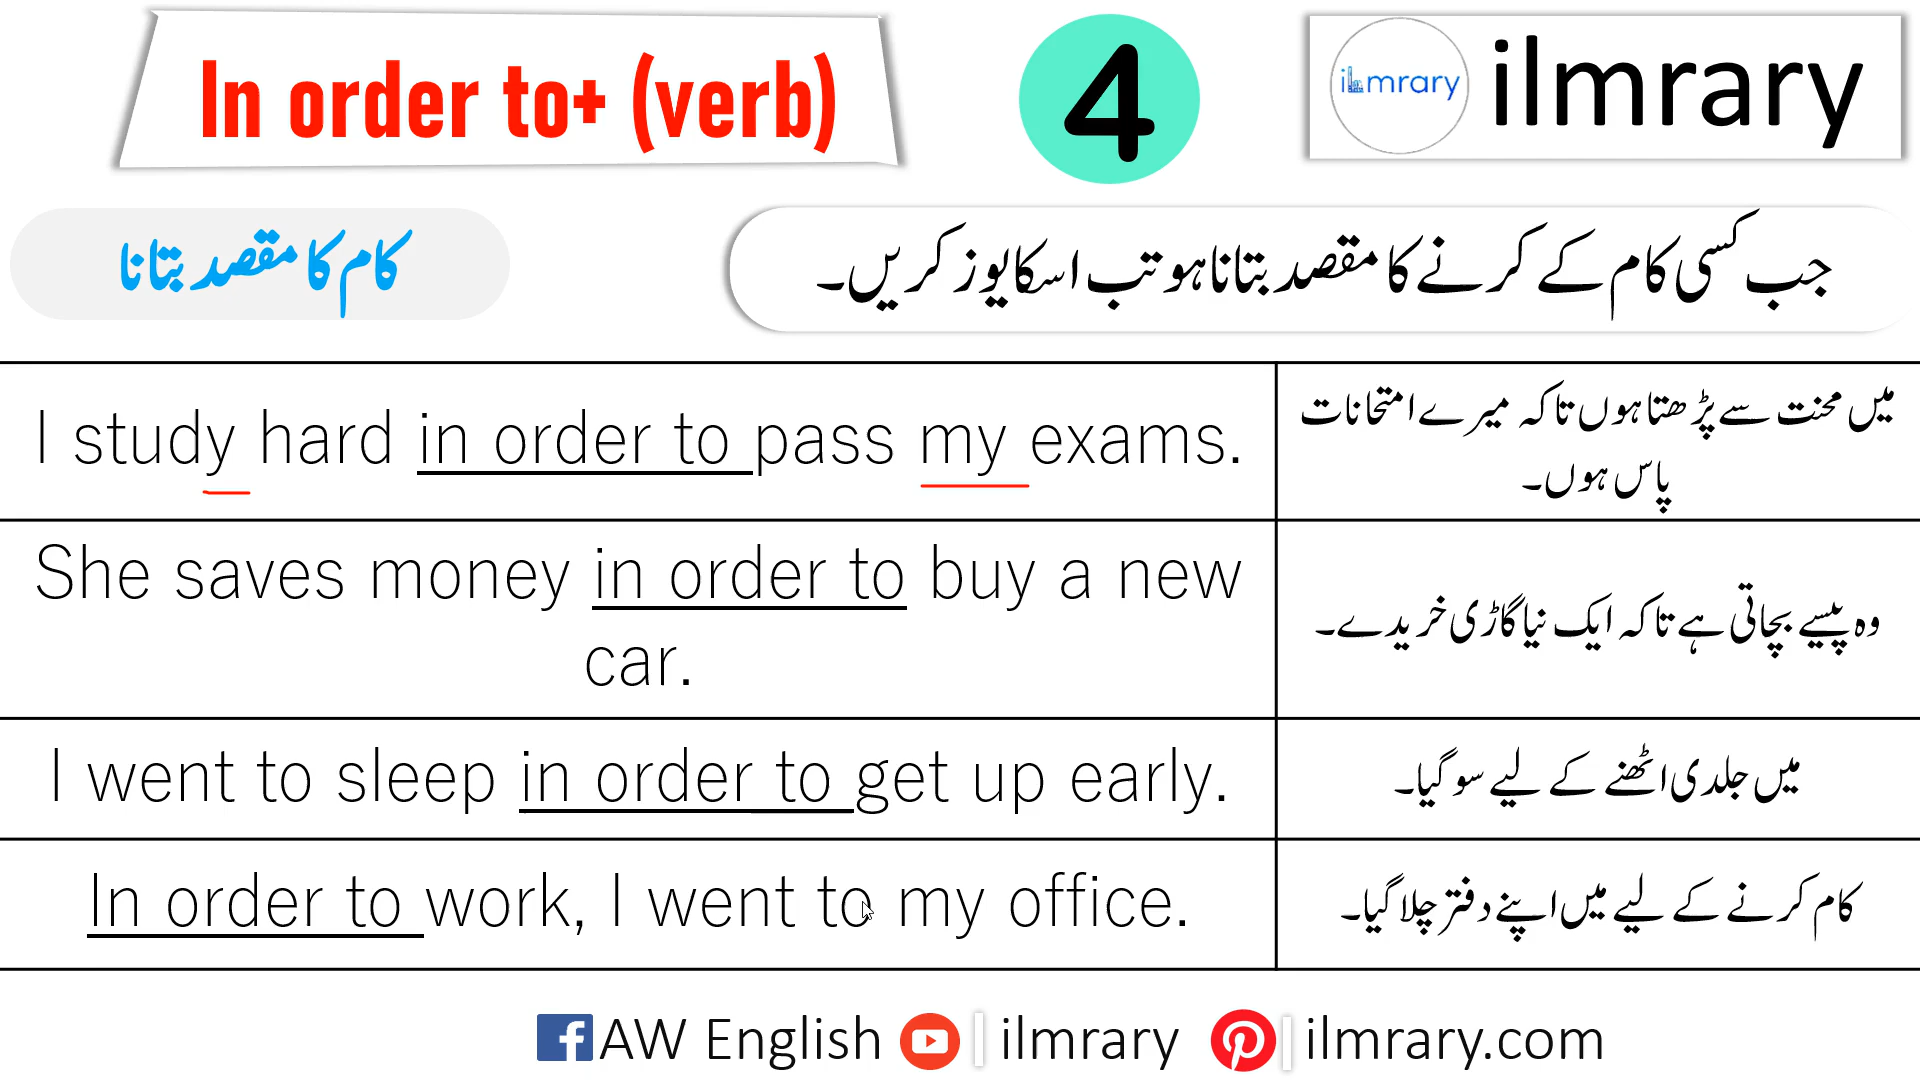 In order to+ (verb)
4
ilmrary
ilmrary
کام کا مقصد بتانا
جب کسی کام کے کرنے کا مقصد بتانا ہو تب اسکا یوز کریں۔
I study hard in order to pass my exams.
میں محنت سے پڑھتا ہوں تاکہ میرے امتحانات
پاس ہوں۔
She saves money in order to buy a new
car.
وہ پیسے بچاتی ہے تاکہ ایک نیا گاڑی خریدے۔
I went to sleep in order to get up early.
میں جلدی اٹھنے کے لیے سو گیا۔
In order to work, I went to my office.
کام کرنے کے لیے میں اپنے دفتر چلا گیا۔
AW English | ilmrary | ilmrary.com